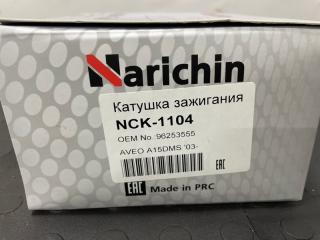 Narichin
Катушка зажигания
NCK-1104
OEM No.:96253555
AVEO A15DMS '03-
EAC
EAC Made in PRC